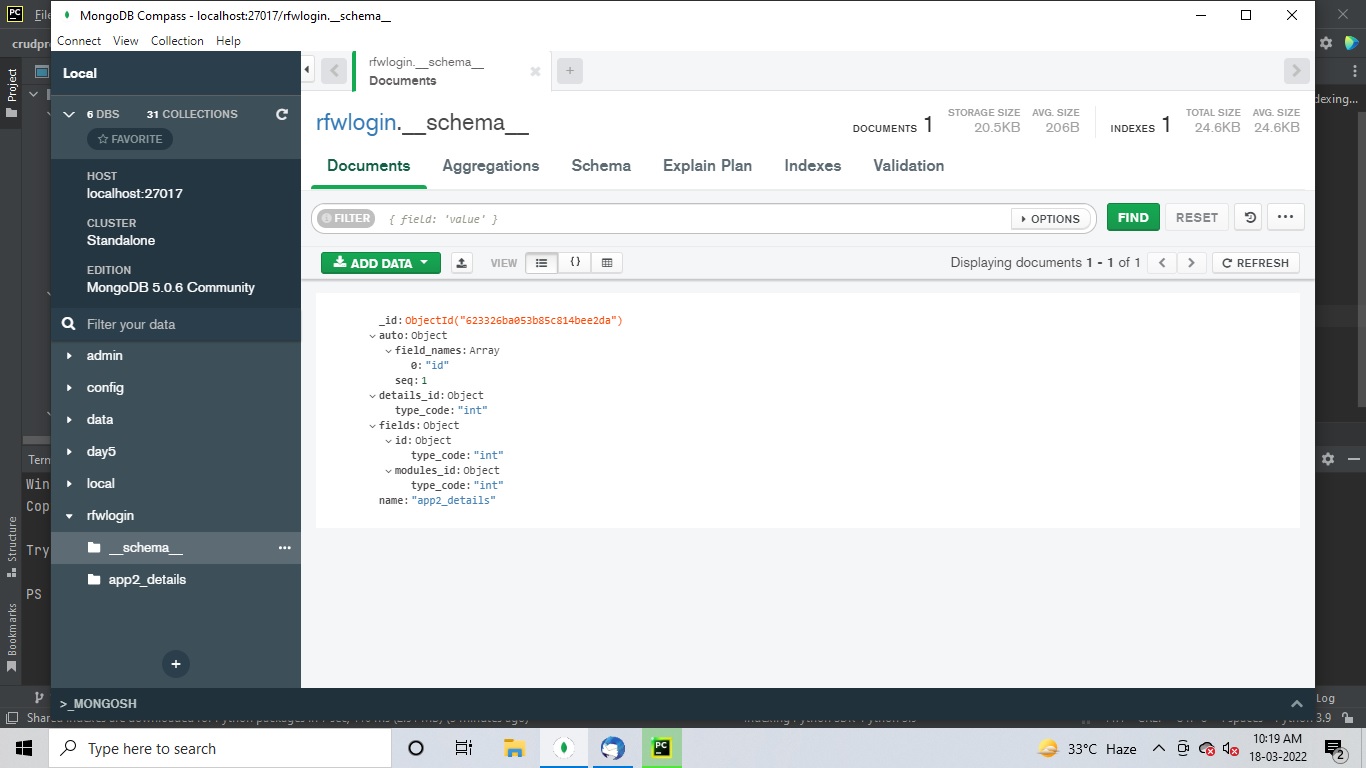 MongoDB Compass - localhost:27017/rfwlogin.__schema__
Connect View Collection Help
crudpr
Local
rfwlogin.__schema__
Documents
6 DBS 31 COLLECTIONS
FAVORITE
rfwlogin.__schema__
DOCUMENTS 1
STORAGE SIZE
20.5KB
AVG. SIZE
206B
INDEXES 1
TOTAL SIZE
24.6KB
AVG. SIZE
24.6KB
HOST
localhost:27017
CLUSTER
Standalone
EDITION
MongoDB 5.0.6 Community
Documents Aggregations Schema Explain Plan Indexes Validation
FILTER { field: 'value' } OPTIONS FIND RESET
ADD DATA VIEW {} Displaying documents 1 - 1 of 1 REFRESH
Filter your data
admin
config
data
day5
local
rfwlogin
__schema__
app2_details
_id: ObjectId("623326ba053b85c814bee2da")
auto: Object
field_names: Array
0: "id"
seq: 1
details_id: Object
type_code: "int"
fields: Object
id: Object
type_code: "int"
modules_id: Object
type_code: "int"
name: "app2_details"
>_MONGOSH
Project
Structure
Bookmarks
Win
Cop
Try
PS
Log
Type here to search
33°C Haze
10:19 AM
18-03-2022
2